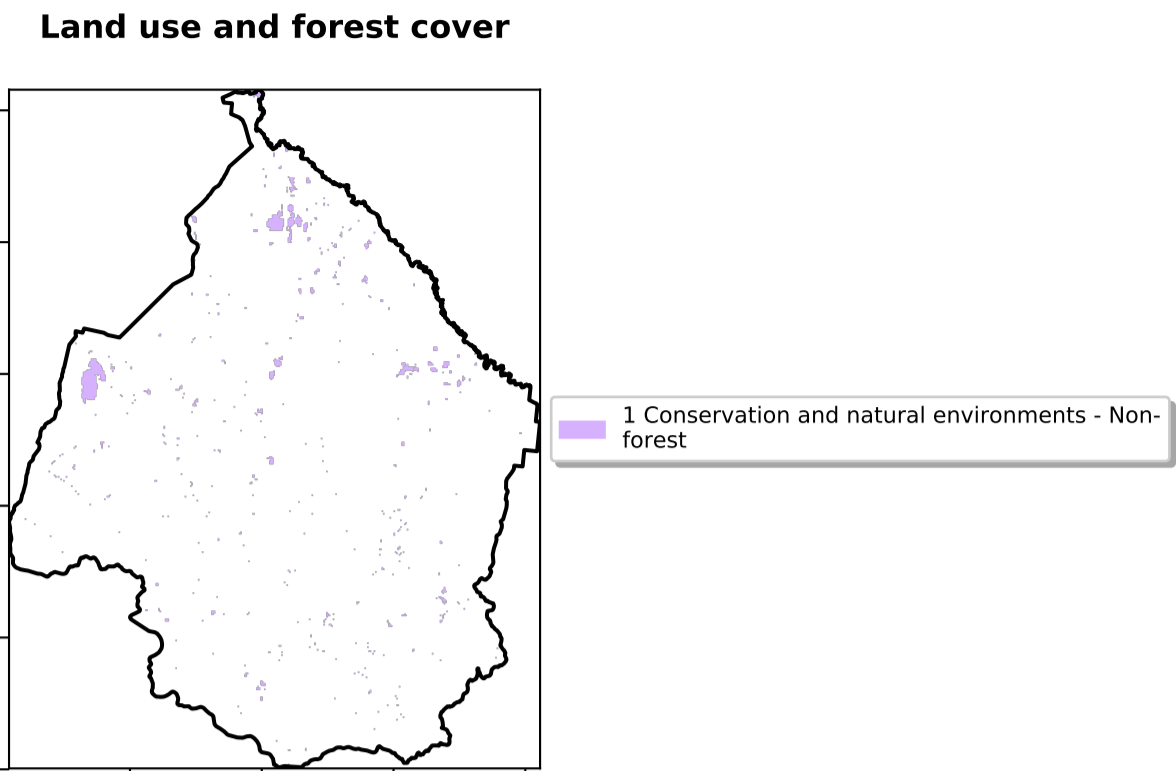 Land use and forest cover
1 Conservation and natural environments - Non-
forest